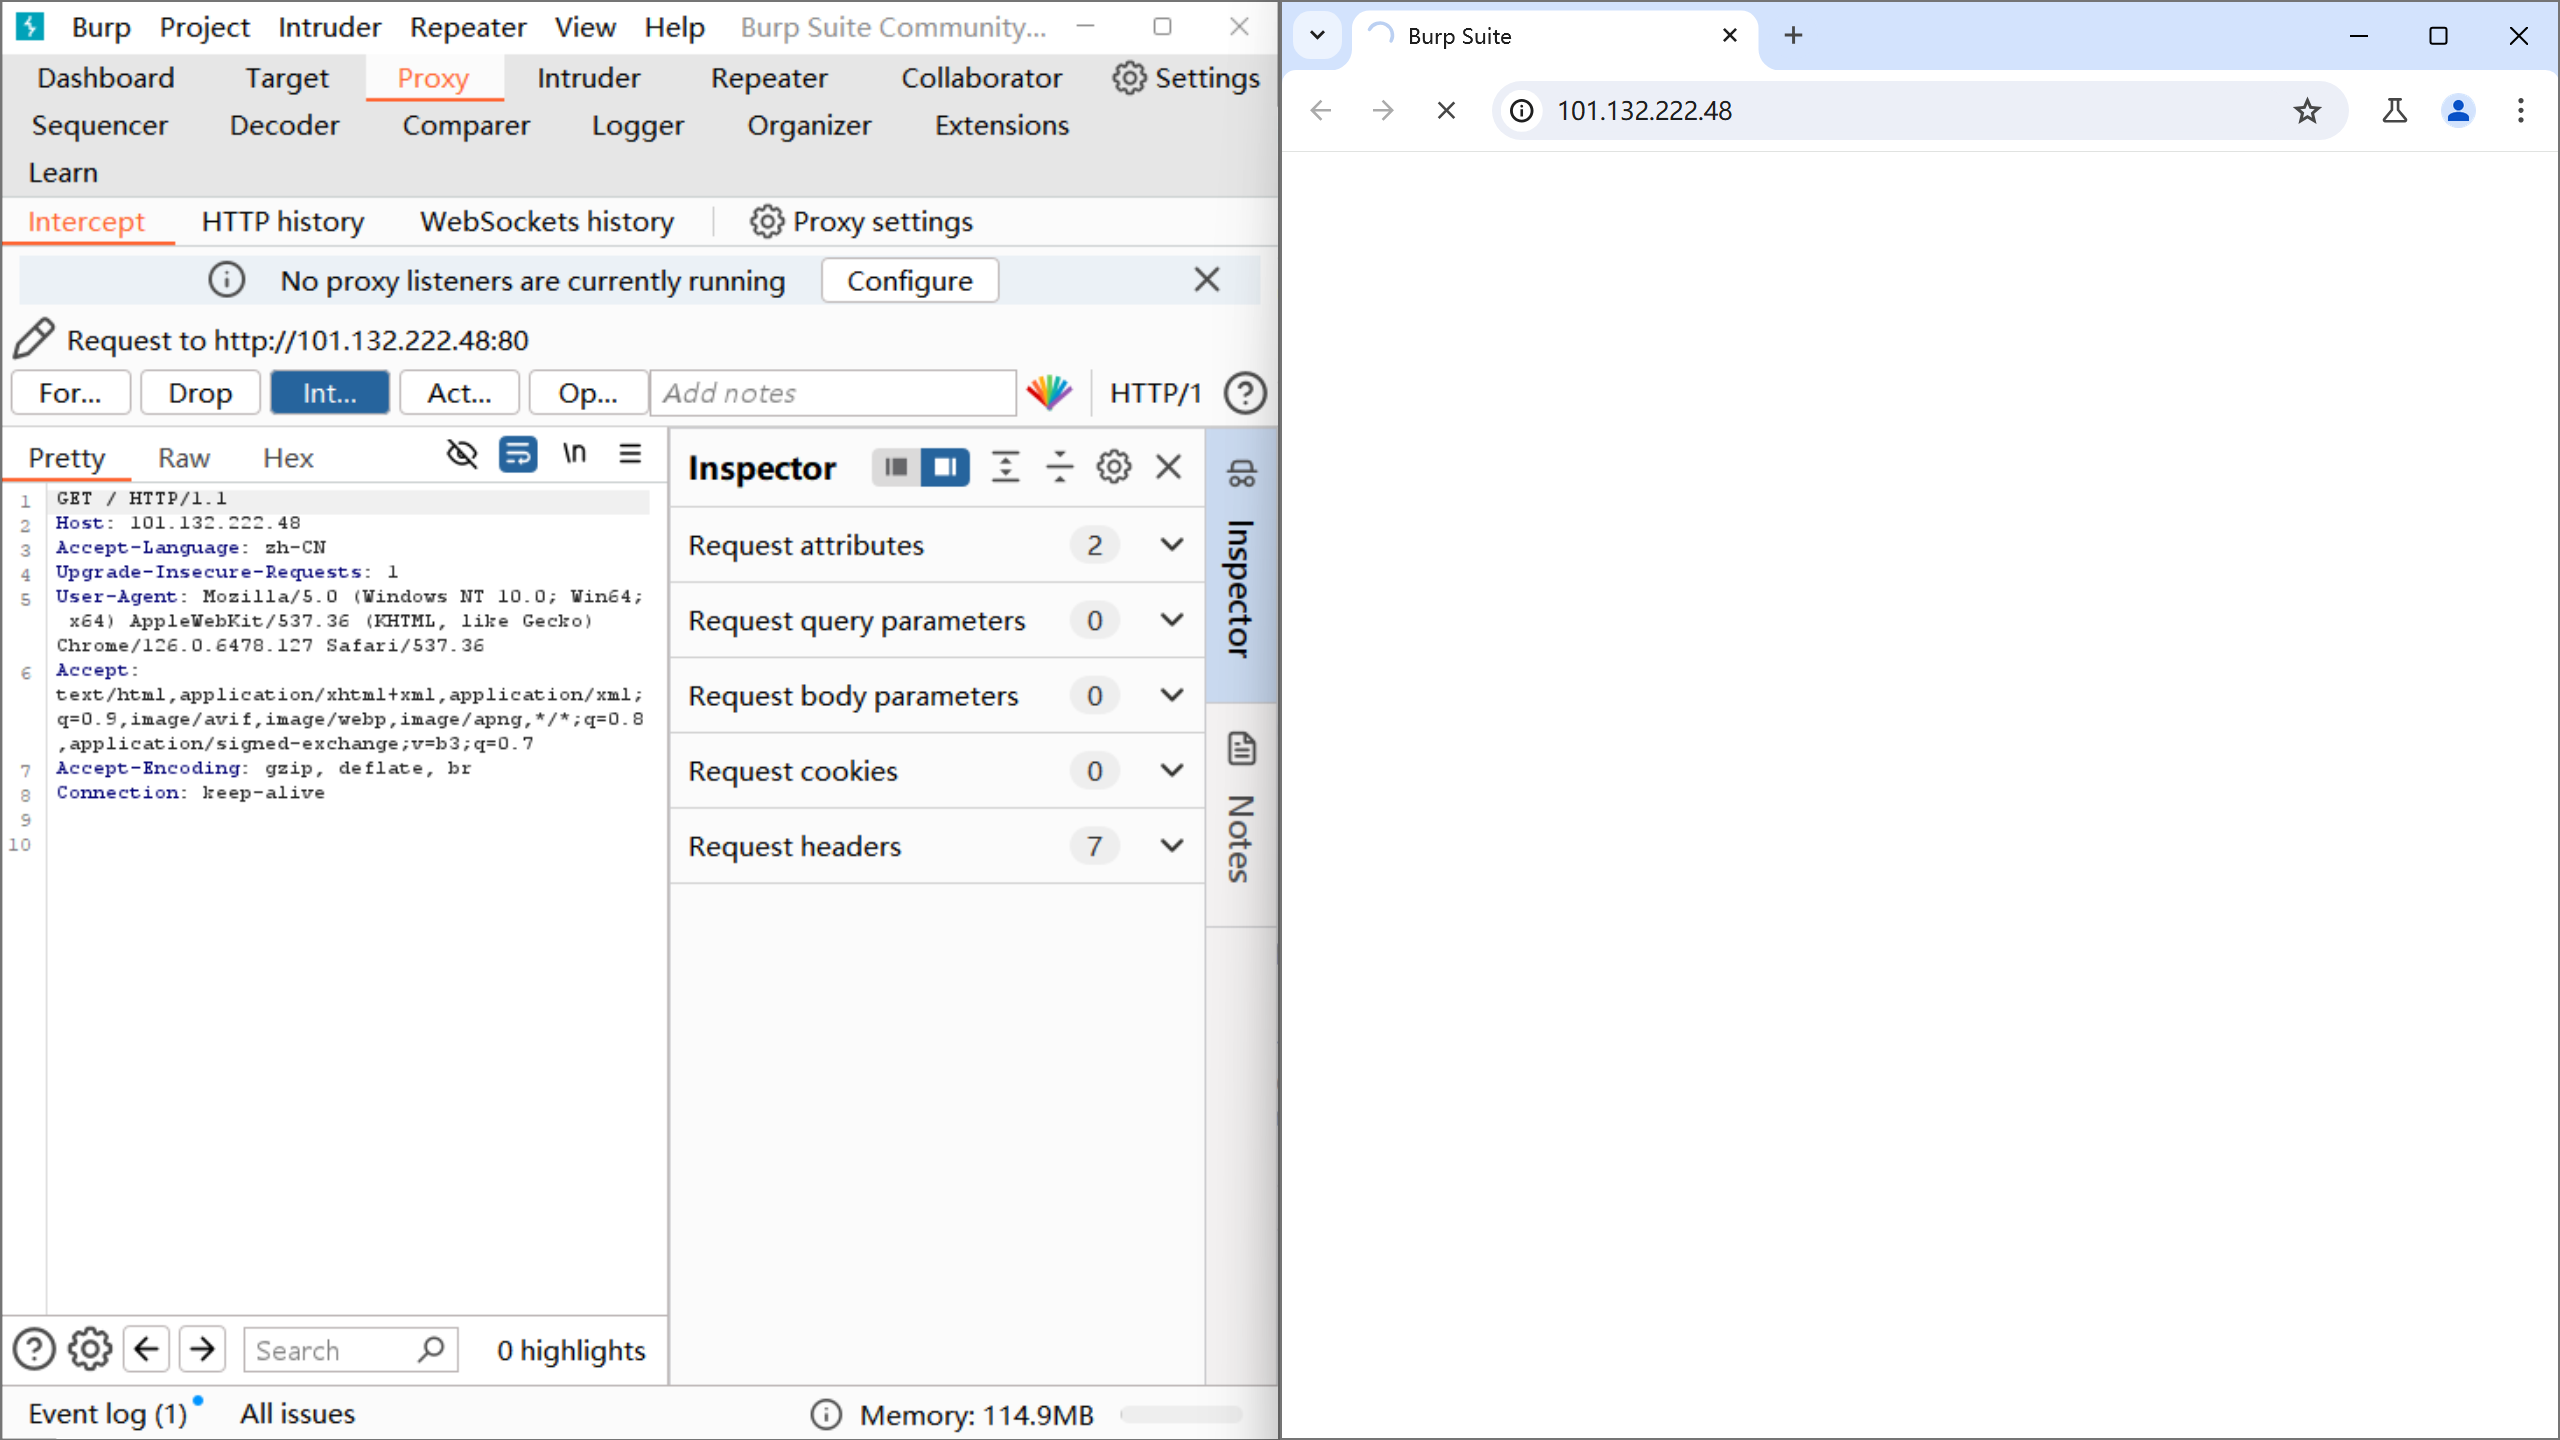 Burp Project Intruder Repeater View Help Burp Suite Community...
Dashboard Target Proxy Intruder Repeater Collaborator Settings
Sequencer Decoder Comparer Logger Organizer Extensions
Learn
Intercept HTTP history WebSockets history Proxy settings
No proxy listeners are currently running Configure
Request to http://101.132.222.48:80
For... Drop Int... Act... Op... Add notes HTTP/1
Pretty Raw Hex \n
1 GET / HTTP/1.1
2 Host: 101.132.222.48
3 Accept-Language: zh-CN
4 Upgrade-Insecure-Requests: 1
5 User-Agent: Mozilla/5.0 (Windows NT 10.0; Win64;
x64) AppleWebKit/537.36 (KHTML, like Gecko)
Chrome/126.0.6478.127 Safari/537.36
6 Accept:
text/html,application/xhtml+xml,application/xml;
q=0.9,image/avif,image/webp,image/apng,*/*;q=0.8
,application/signed-exchange;v=b3;q=0.7
7 Accept-Encoding: gzip, deflate, br
8 Connection: keep-alive
9
10
Inspector
Request attributes 2
Request query parameters 0
Request body parameters 0
Request cookies 0
Request headers 7
Inspector
Notes
Search 0 highlights
Event log (1) All issues Memory: 114.9MB
Burp Suite
101.132.222.48